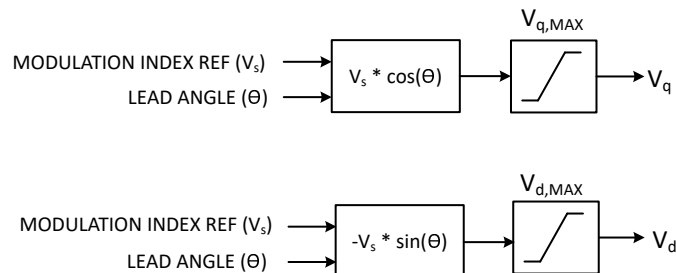 V_q,MAX
MODULATION INDEX REF (V_s)
LEAD ANGLE (Θ)
V_s * cos(Θ)
V_q
V_d,MAX
MODULATION INDEX REF (V_s)
LEAD ANGLE (Θ)
-V_s * sin(Θ)
V_d